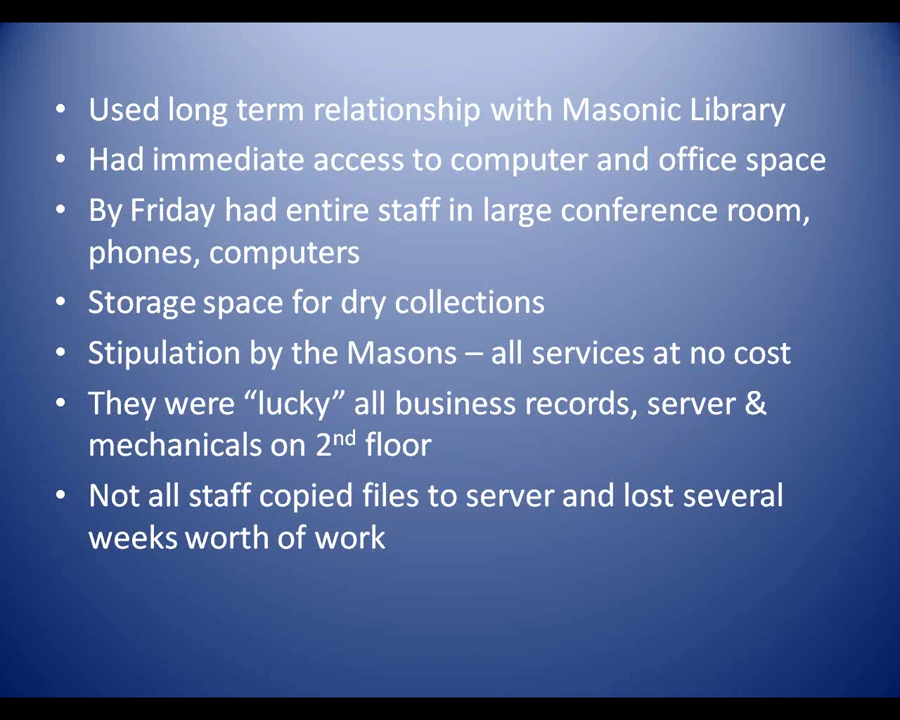 • Used long term relationship with Masonic Library
• Had immediate access to computer and office space
• By Friday had entire staff in large conference room,
phones, computers
• Storage space for dry collections
• Stipulation by the Masons – all services at no cost
• They were “lucky” all business records, server &
mechanicals on 2nd floor
• Not all staff copied files to server and lost several
weeks worth of work